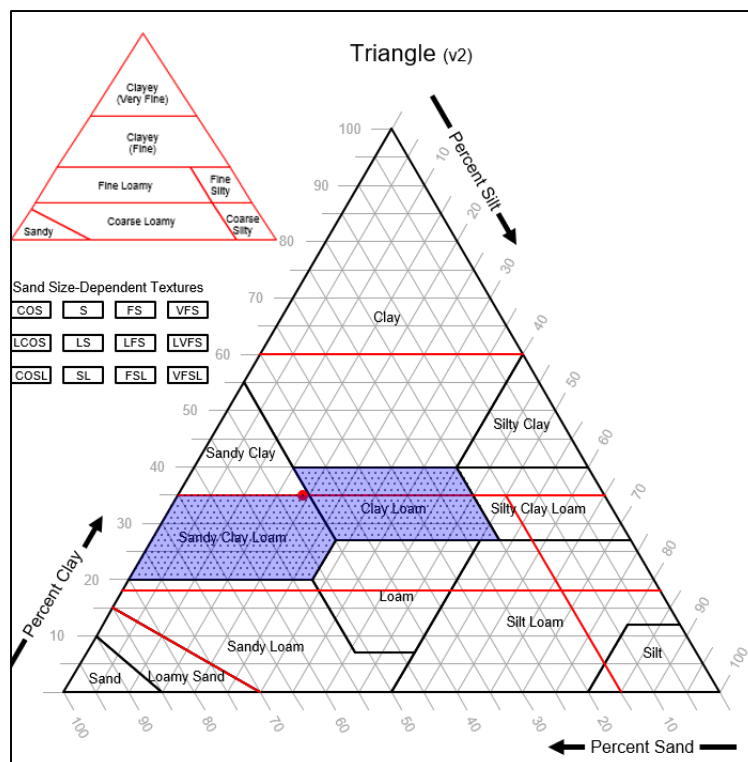 Triangle (v2)
Clayey
(Very Fine)
Clayey
(Fine)
Fine Loamy
Fine
Silty
Sandy
Coarse Loamy
Coarse
Silty
Sand Size-Dependent Textures
COS S FS VFS
LCOS LS LFS LVFS
COSL SL FSL VFSL
Percent Silt
10
20
30
40
50
60
70
80
90
100
100
90
80
70
60
50
40
30
20
10
Percent Clay
Clay
Silty Clay
Sandy Clay
Clay Loam
Silty Clay Loam
Sandy Clay Loam
Loam
Sandy Loam
Silt Loam
Silt
Sand
Loamy Sand
100
90
80
70
60
50
40
30
20
10
Percent Sand